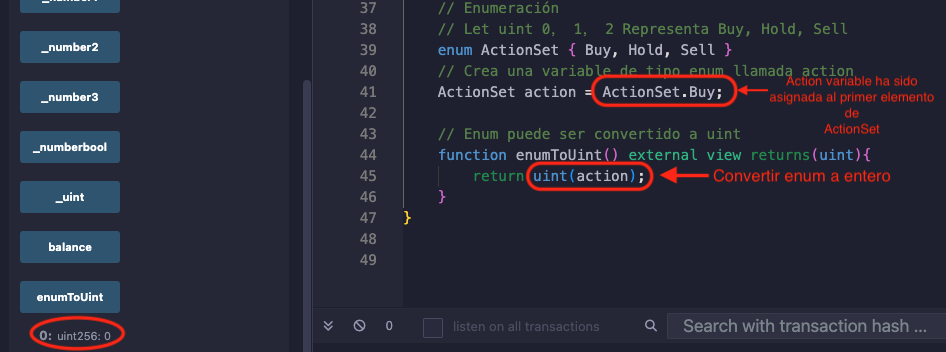 _number2
_number3
_numberbool
_uint
balance
enumToUint
0: uint256: 0
37 // Enumeración
38 // Let uint 0, 1, 2 Representa Buy, Hold, Sell
39 enum ActionSet { Buy, Hold, Sell }
40 // Crea una variable de tipo enum llamada action
41 ActionSet action = ActionSet.Buy;
42
43 // Enum puede ser convertido a uint
44 function enumToUint() external view returns(uint){
45 return uint(action);
46 }
47 }
48
49
Action variable ha sido
asignada al primer elemento
de
ActionSet
Convertir enum a entero
0 listen on all transactions Search with transaction hash ...